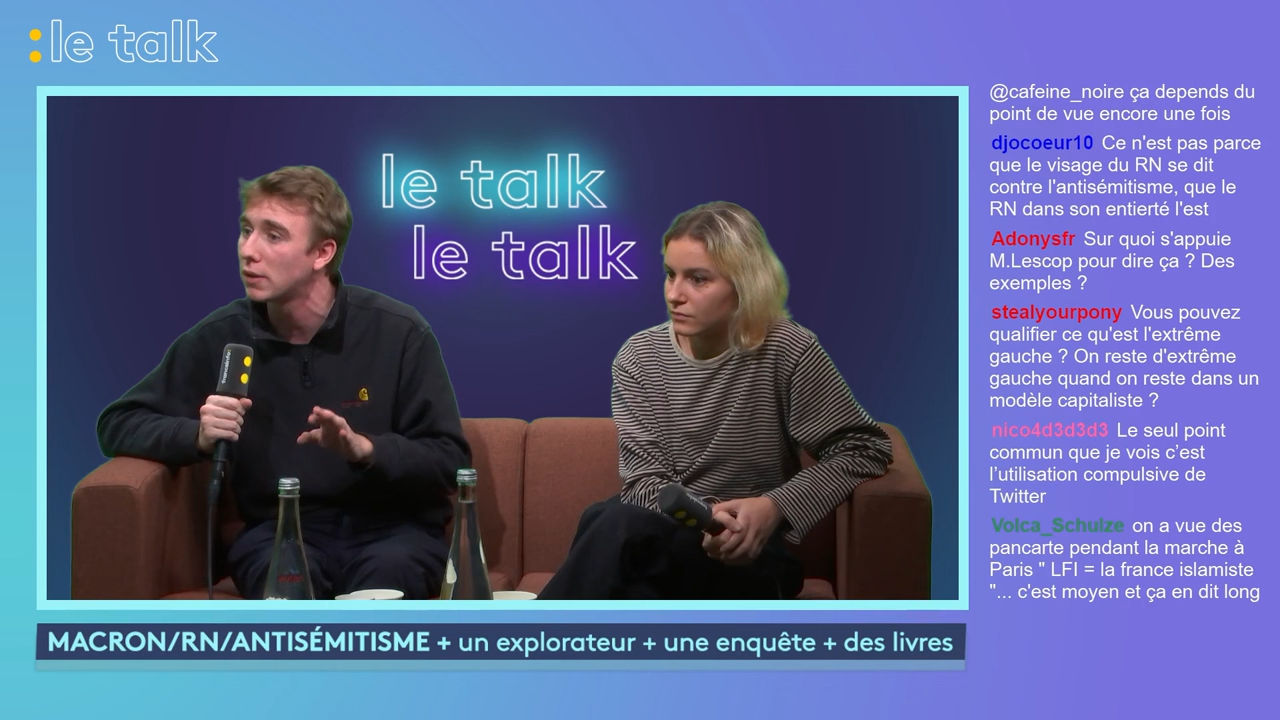 :le talk
le talk
le talk
franceinfo:
MACRON/RN/ANTISÉMITISME + un explorateur + une enquête + des livres
@cafeine_noire ça depends du
point de vue encore une fois
djocoeur10 Ce n'est pas parce
que le visage du RN se dit
contre l'antisémitisme, que le
RN dans son entierté l'est
Adonysfr Sur quoi s'appuie
M.Lescop pour dire ça ? Des
exemples ?
stealyourpony Vous pouvez
qualifier ce qu'est l'extrême
gauche ? On reste d'extrême
gauche quand on reste dans un
modèle capitaliste ?
nico4d3d3d3 Le seul point
commun que je vois c’est
l’utilisation compulsive de
Twitter
Volca_Schulze on a vue des
pancarte pendant la marche à
Paris " LFI = la france islamiste
"... c'est moyen et ça en dit long